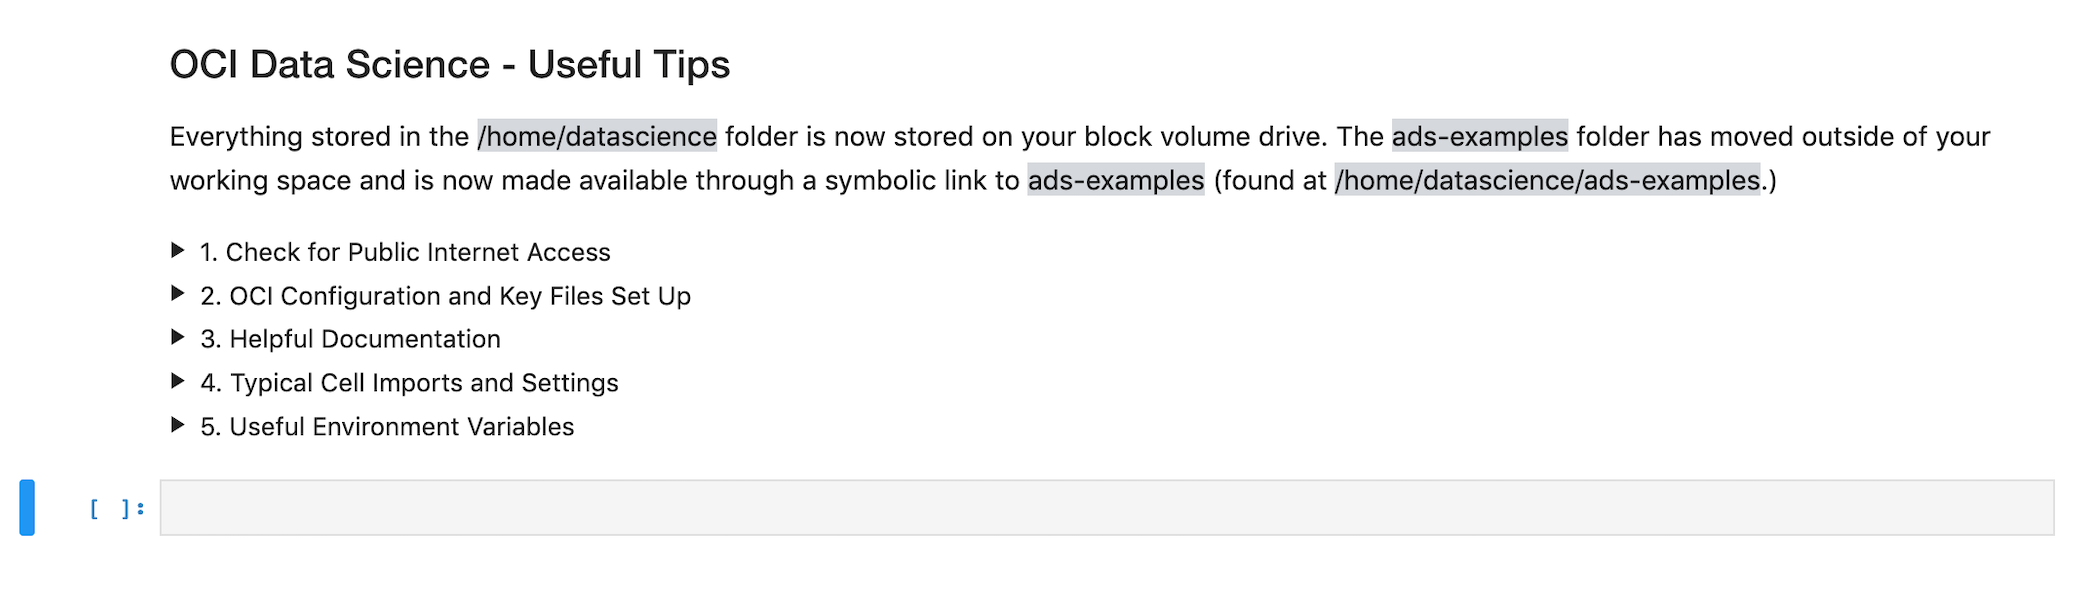 OCI Data Science - Useful Tips
Everything stored in the /home/datascience folder is now stored on your block volume drive. The ads-examples folder has moved outside of your
working space and is now made available through a symbolic link to ads-examples (found at /home/datascience/ads-examples.)
1. Check for Public Internet Access
2. OCI Configuration and Key Files Set Up
3. Helpful Documentation
4. Typical Cell Imports and Settings
5. Useful Environment Variables
[ ]: